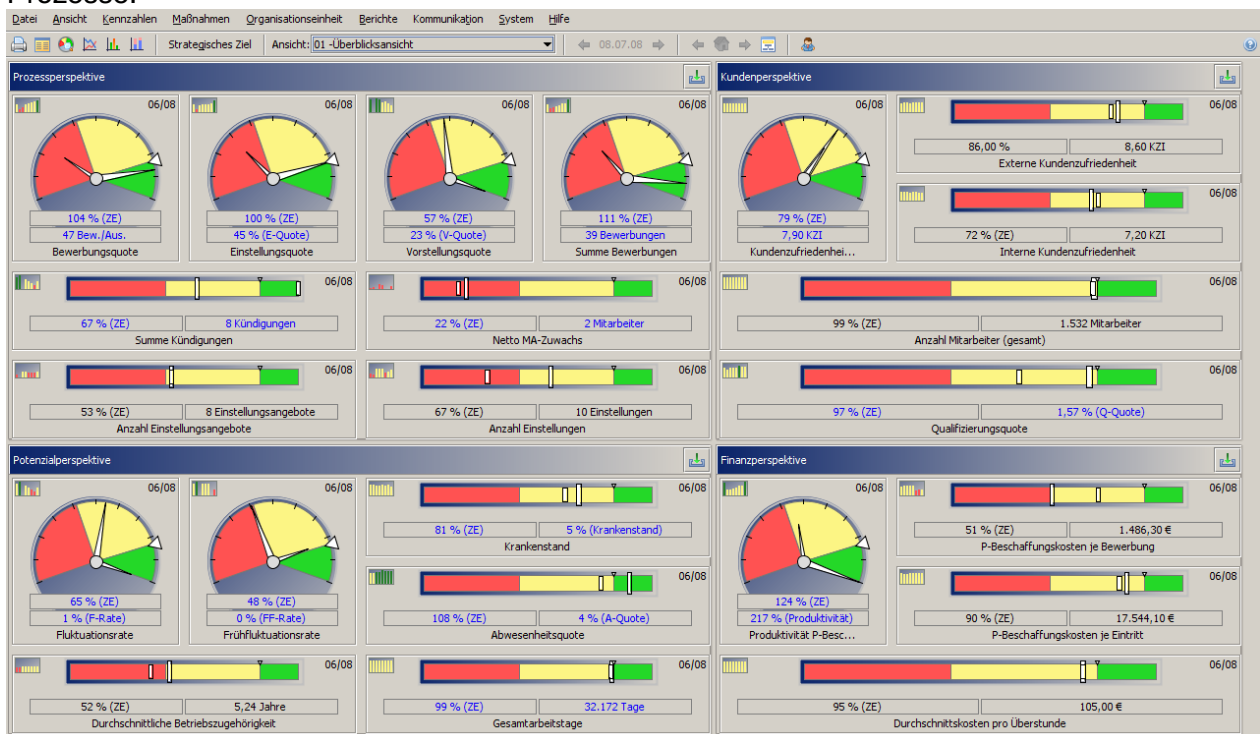 Datei Ansicht Kennzahlen Maßnahmen Organisationseinheit Berichte Kommunikation System Hilfe
Strategisches Ziel Ansicht: 01 -Überblicksansicht 08.07.08
Prozessperspektive
06/08 06/08 06/08 06/08
104 % (ZE) 100 % (ZE) 57 % (ZE) 111 % (ZE)
47 Bew./Aus. 45 % (E-Quote) 23 % (V-Quote) 39 Bewerbungen
Bewerbungsquote Einstellungsquote Vorstellungsquote Summe Bewerbungen
06/08 06/08
67 % (ZE) 8 Kündigungen 22 % (ZE) 2 Mitarbeiter
Summe Kündigungen Netto MA-Zuwachs
06/08 06/08
53 % (ZE) 8 Einstellungsangebote 67 % (ZE) 10 Einstellungen
Anzahl Einstellungsangebote Anzahl Einstellungen
Kundenperspektive
06/08 06/08
86,00 % 8,60 KZI
Externe Kundenzufriedenheit
06/08
79 % (ZE)
7,90 KZI 72 % (ZE) 7,20 KZI
Kundenzufriedenhei... Interne Kundenzufriedenheit
06/08
99 % (ZE) 1.532 Mitarbeiter
Anzahl Mitarbeiter (gesamt)
06/08
97 % (ZE) 1,57 % (Q-Quote)
Qualifizierungsquote
Potenzialperspektive
06/08 06/08 06/08
81 % (ZE) 5 % (Krankenstand)
Krankenstand
06/08
65 % (ZE) 48 % (ZE)
1 % (F-Rate) 0 % (FF-Rate) 108 % (ZE) 4 % (A-Quote)
Fluktuationsrate Frühfluktuationsrate Abwesenheitsquote
06/08 06/08
52 % (ZE) 5,24 Jahre 99 % (ZE) 32.172 Tage
Durchschnittliche Betriebszugehörigkeit Gesamtarbeitstage
Finanzperspektive
06/08 06/08
51 % (ZE) 1.486,30 €
P-Beschaffungskosten je Bewerbung
06/08
124 % (ZE)
217 % (Produktivität) 90 % (ZE) 17.544,10 €
Produktivität P-Besc... P-Beschaffungskosten je Eintritt
06/08
95 % (ZE) 105,00 €
Durchschnittskosten pro Überstunde